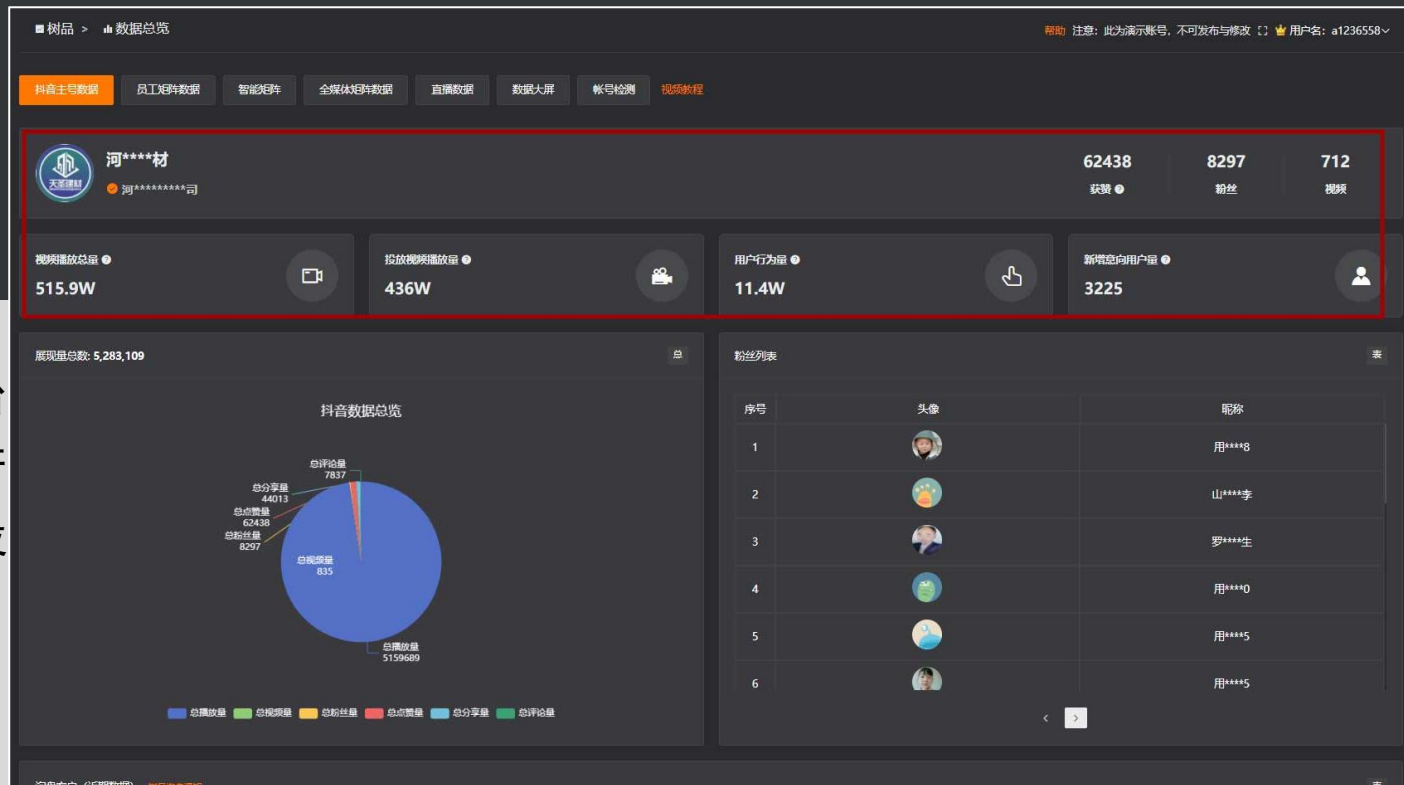 树品 > 数据总览
帮助 注意：此为演示账号，不可发布与修改 用户名：a1236558
抖音主号数据 员工矩阵数据 智能矩阵 全媒体矩阵数据 直播数据 数据大屏 帐号检测 视频教程
天圣建材
河****材
河*********司
62438 8297 712
获赞 粉丝 视频
视频播放总量 投放视频播放量 用户行为量 新增意向用户量
515.9W 436W 11.4W 3225
展现量总数: 5,283,109 总
粉丝列表 表
抖音数据总览
总评论量
7837
总分享量
44013
总点赞量
62438
总粉丝量
8297
总视频量
835
总播放量
5159689
总播放量 总视频量 总粉丝量 总点赞量 总分享量 总评论量
序号 头像 昵称
1 用****8
2 山****李
3 罗****生
4 用****0
5 用****5
6 用****5